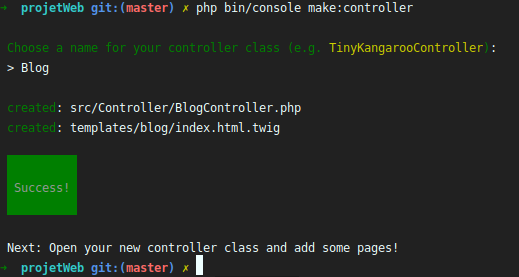 → projetWeb git:(master) ✗ php bin/console make:controller
Choose a name for your controller class (e.g. TinyKangarooController):
> Blog
created: src/Controller/BlogController.php
created: templates/blog/index.html.twig
Success!
Next: Open your new controller class and add some pages!
→ projetWeb git:(master) ✗